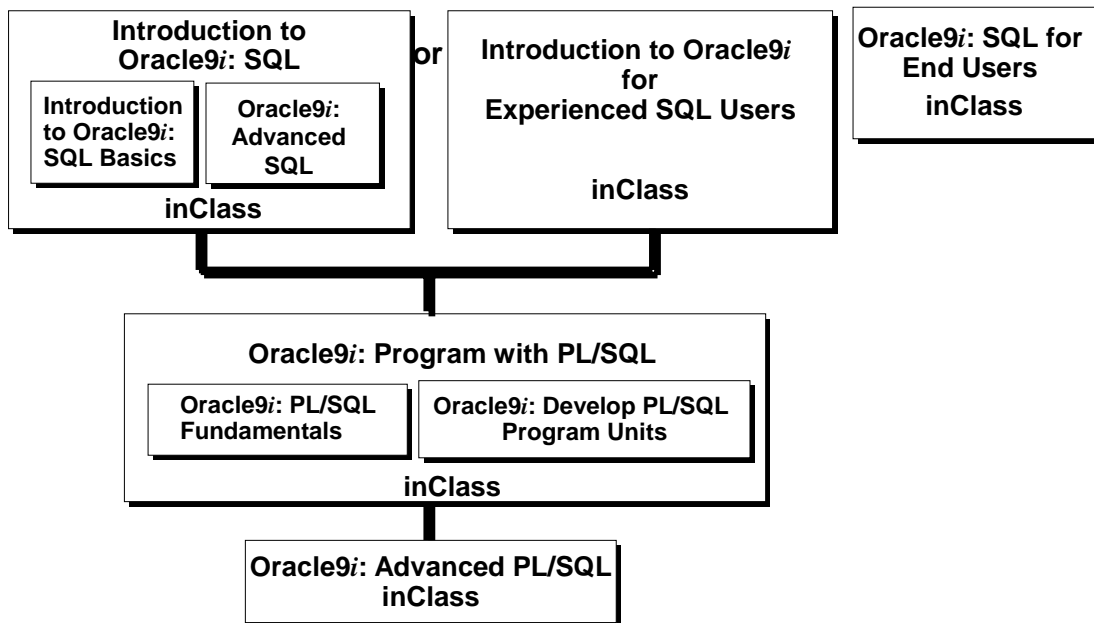 Introduction to
Oracle9i: SQL
Introduction
to Oracle9i:
SQL Basics
Oracle9i:
Advanced
SQL
inClass
or
Introduction to Oracle9i
for
Experienced SQL Users
inClass
Oracle9i: SQL for
End Users
inClass
Oracle9i: Program with PL/SQL
Oracle9i: PL/SQL
Fundamentals
Oracle9i: Develop PL/SQL
Program Units
inClass
Oracle9i: Advanced PL/SQL
inClass